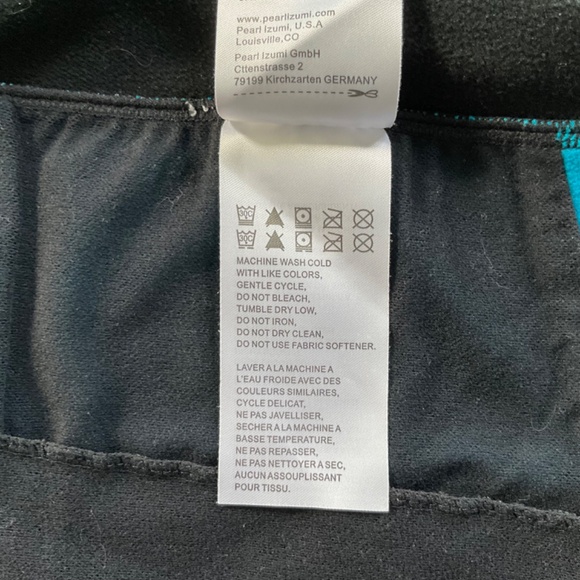 www.pearlizumi.com
Pearl Izumi, U.S.A
Louisville,CO
Pearl Izumi GmbH
Cttenstrasse 2
79199 Kirchzarten GERMANY
30C
30C
MACHINE WASH COLD
WITH LIKE COLORS,
GENTLE CYCLE,
DO NOT BLEACH,
TUMBLE DRY LOW,
DO NOT IRON,
DO NOT DRY CLEAN,
DO NOT USE FABRIC SOFTENER.
LAVER A LA MACHINE A
L'EAU FROIDE AVEC DES
COULEURS SIMILAIRES,
CYCLE DELICAT,
NE PAS JAVELLISER,
SECHER A LA MACHINE A
BASSE TEMPERATURE,
NE PAS REPASSER,
NE PAS NETTOYER A SEC,
AUCUN ASSOUPLISSANT
POUR TISSU.